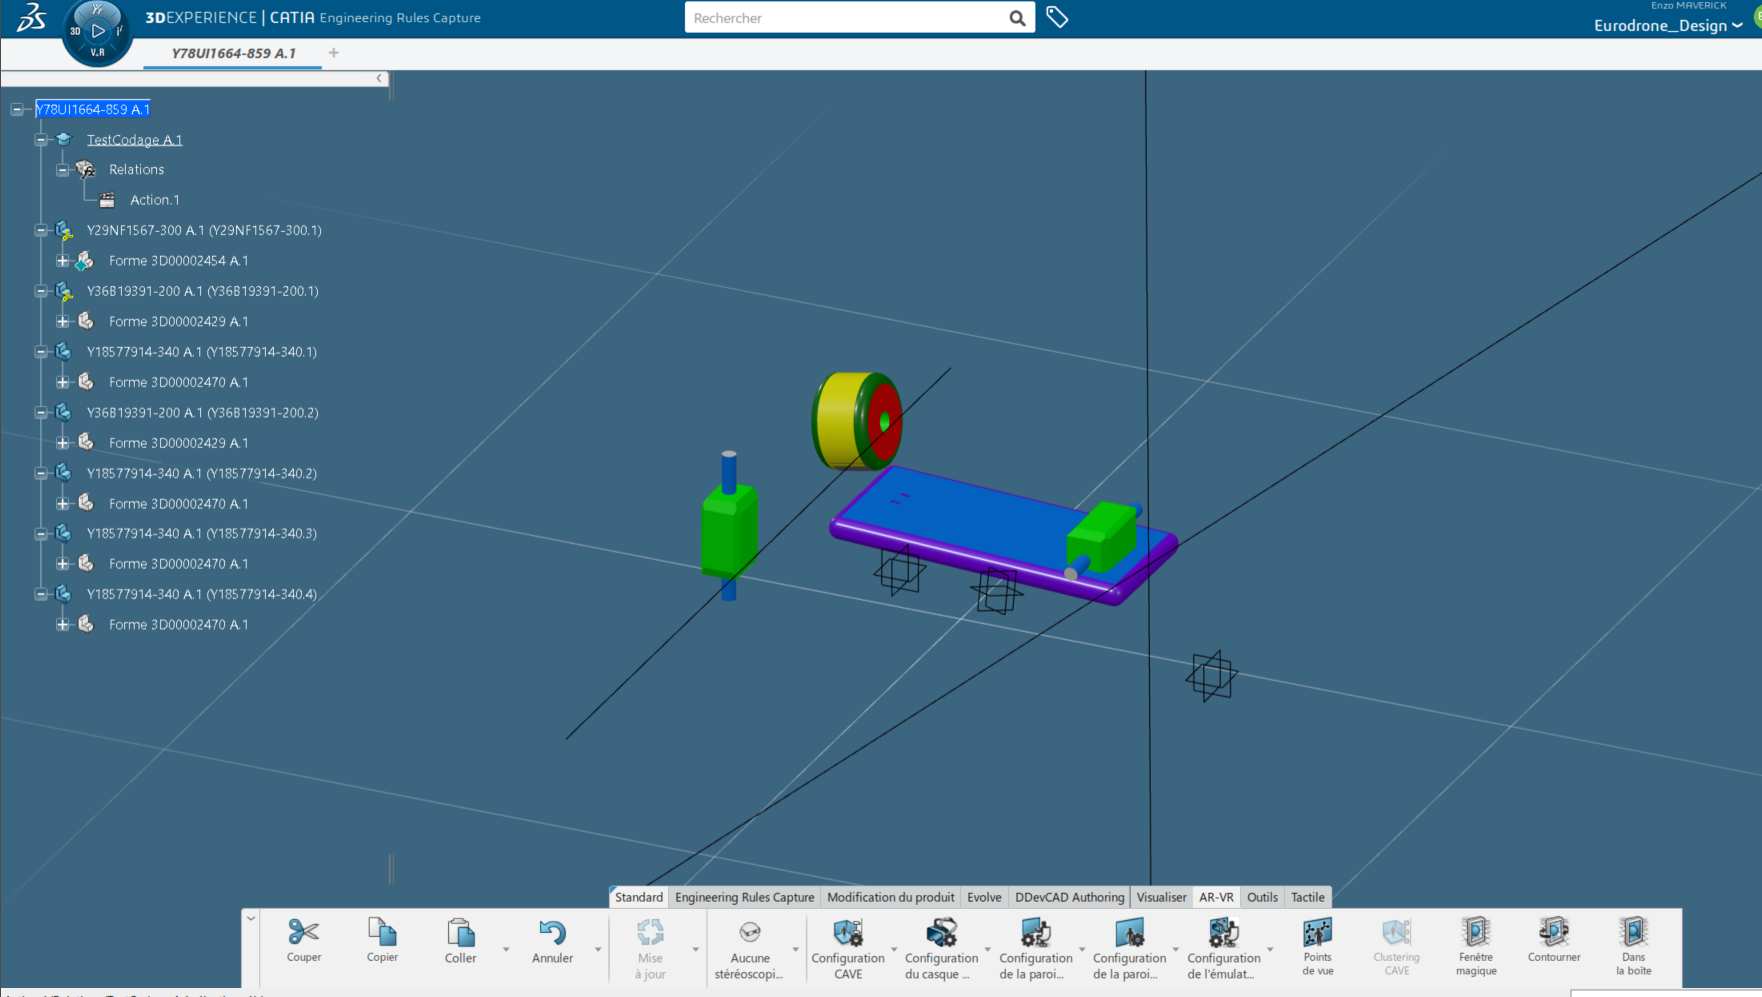 Enzo MAVERICK
3DEXPERIENCE | CATIA Engineering Rules Capture
Rechercher
Eurodrone_Design
3D
V.R
Y78UI1664-859 A.1
Y78UI1664-859 A.1
TestCodage A.1
Relations
Action.1
Y29NF1567-300 A.1 (Y29NF1567-300.1)
Forme 3D00002454 A.1
Y36B19391-200 A.1 (Y36B19391-200.1)
Forme 3D00002429 A.1
Y18577914-340 A.1 (Y18577914-340.1)
Forme 3D00002470 A.1
Y36B19391-200 A.1 (Y36B19391-200.2)
Forme 3D00002429 A.1
Y18577914-340 A.1 (Y18577914-340.2)
Forme 3D00002470 A.1
Y18577914-340 A.1 (Y18577914-340.3)
Forme 3D00002470 A.1
Y18577914-340 A.1 (Y18577914-340.4)
Forme 3D00002470 A.1
Standard Engineering Rules Capture Modification du produit Evolve DDevCAD Authoring Visualiser AR-VR Outils Tactile
Couper
Copier
Coller
Annuler
Mise
à jour
Aucune
stéréoscopi...
Configuration
CAVE
Configuration
du casque ...
Configuration
de la paroi...
Configuration
de la paroi...
Configuration
de l'émulat...
Points
de vue
Clustering
CAVE
Fenêtre
magique
Contourner
Dans
la boîte